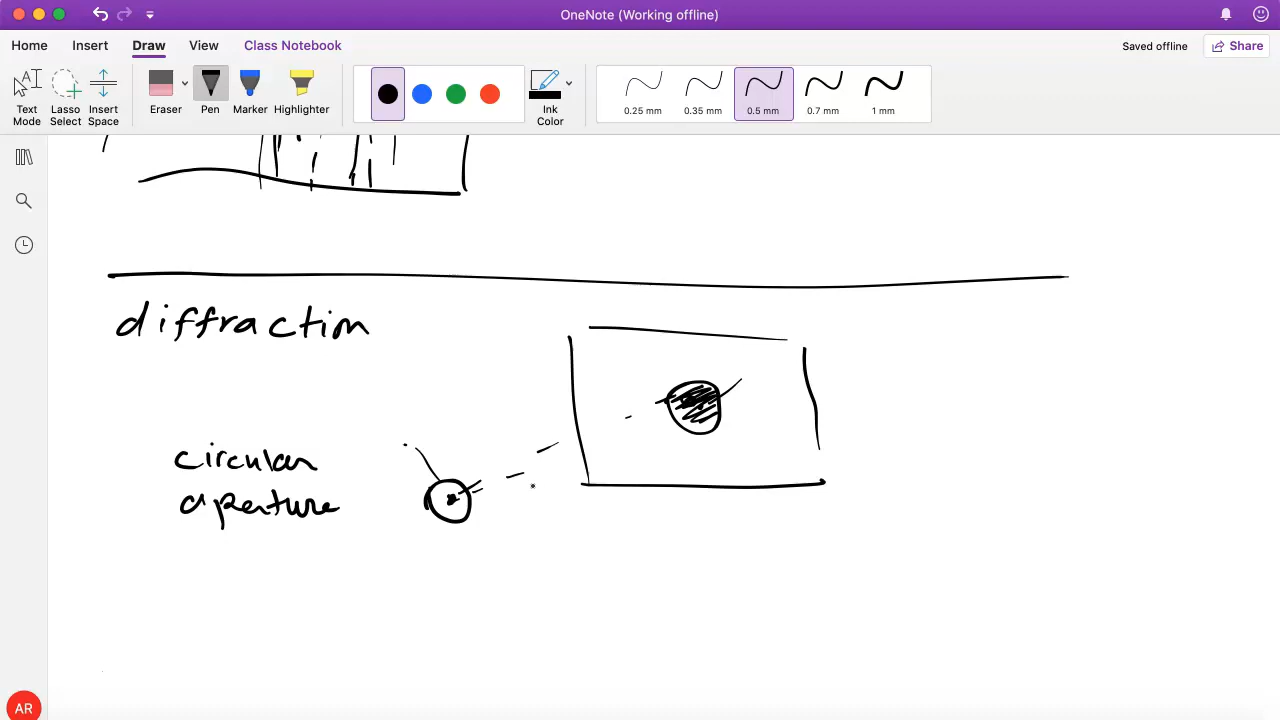 OneNote (Working offline)
Home Insert Draw View Class Notebook
Saved offline
Share
Text Mode
Lasso Select
Insert Space
Eraser
Pen
Marker
Highlighter
Ink Color
0.25 mm
0.35 mm
0.5 mm
0.7 mm
1 mm
diffraction
circular
aperture
AR